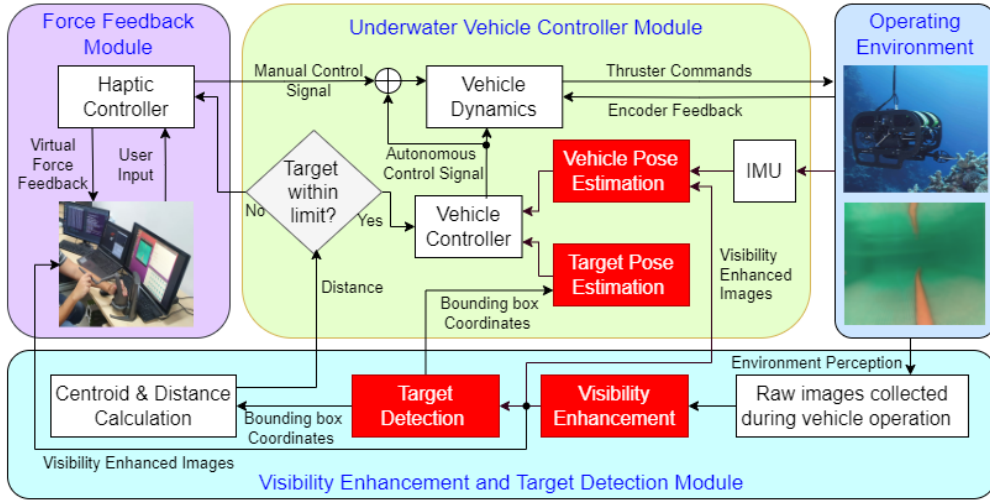 Force Feedback
Module
Underwater Vehicle Controller Module
Operating
Environment
Haptic
Controller
Manual Control
Signal
Vehicle
Dynamics
Thruster Commands
Encoder Feedback
Virtual
Force
Feedback
User
Input
Target
within
limit?
No
Yes
Autonomous
Control Signal
Vehicle
Controller
Vehicle Pose
Estimation
IMU
Target Pose
Estimation
Visibility
Enhanced
Images
Distance
Bounding box
Coordinates
Environment Perception
Centroid & Distance
Calculation
Bounding box
Coordinates
Target
Detection
Visibility
Enhancement
Raw images collected
during vehicle operation
Visibility Enhanced Images
Visibility Enhancement and Target Detection Module